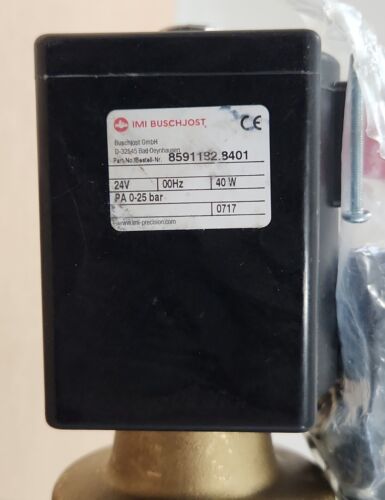 IMI BUSCHJOST
CE
Buschjost GmbH
D-32545 Bad Oeynhausen
Part-No./Bestell-Nr. 8591192.8401
24V 00Hz 40 W
PA 0-25 bar
0717
www.imi-precision.com